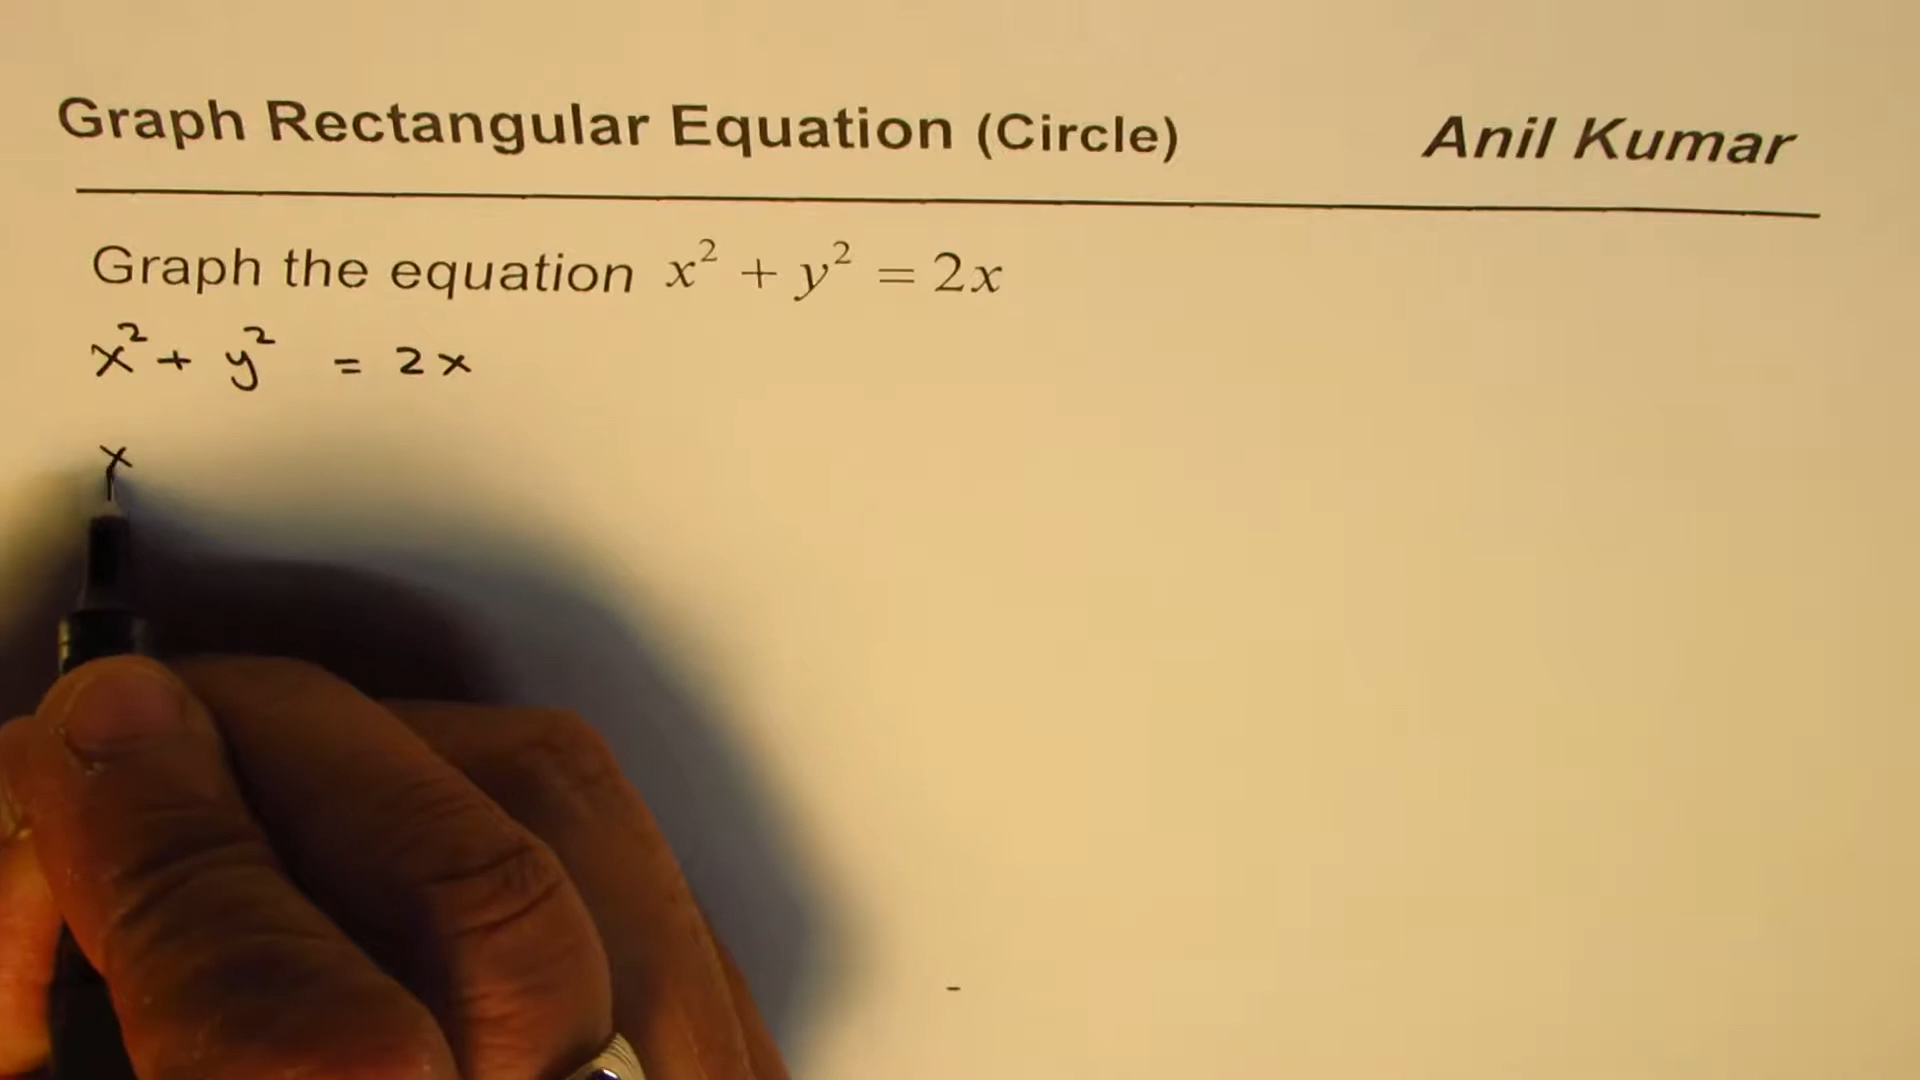 Graph Rectangular Equation (Circle) Anil Kumar
Graph the equation x² + y² = 2x
x² + y² = 2x
x